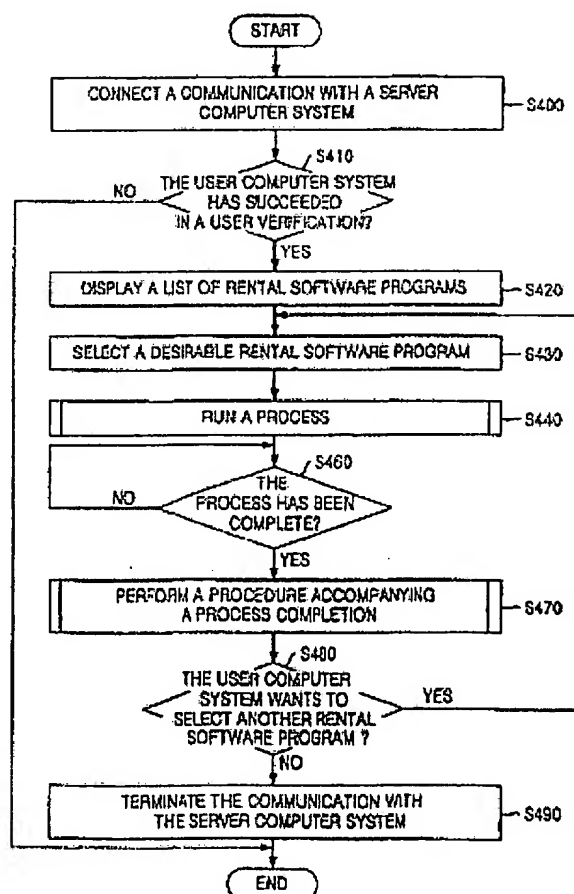 START
CONNECT A COMMUNICATION WITH A SERVER
COMPUTER SYSTEM
S400
S410
THE USER COMPUTER SYSTEM
HAS SUCCEEDED
IN A USER VERIFICATION?
NO
YES
DISPLAY A LIST OF RENTAL SOFTWARE PROGRAMS
S420
SELECT A DESIRABLE RENTAL SOFTWARE PROGRAM
S430
RUN A PROCESS
S440
S460
THE
PROCESS HAS BEEN
COMPLETE?
NO
YES
PERFORM A PROCEDURE ACCOMPANYING
A PROCESS COMPLETION
S470
S480
THE USER COMPUTER
SYSTEM WANTS TO
SELECT ANOTHER RENTAL
SOFTWARE PROGRAM ?
YES
NO
TERMINATE THE COMMUNICATION WITH
THE SERVER COMPUTER SYSTEM
S490
END